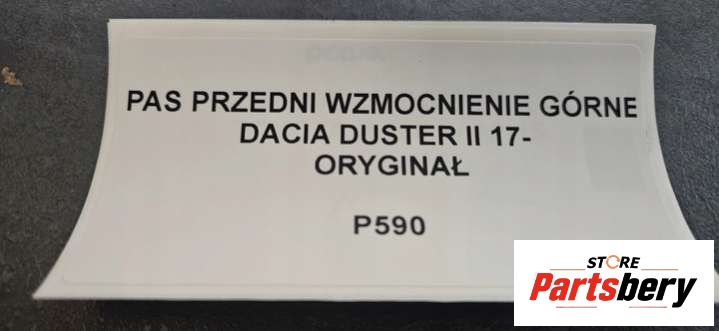 PAS PRZEDNI WZMOCNIENIE GÓRNE
DACIA DUSTER II 17-
ORYGINAŁ
P590
STORE
Partsbery